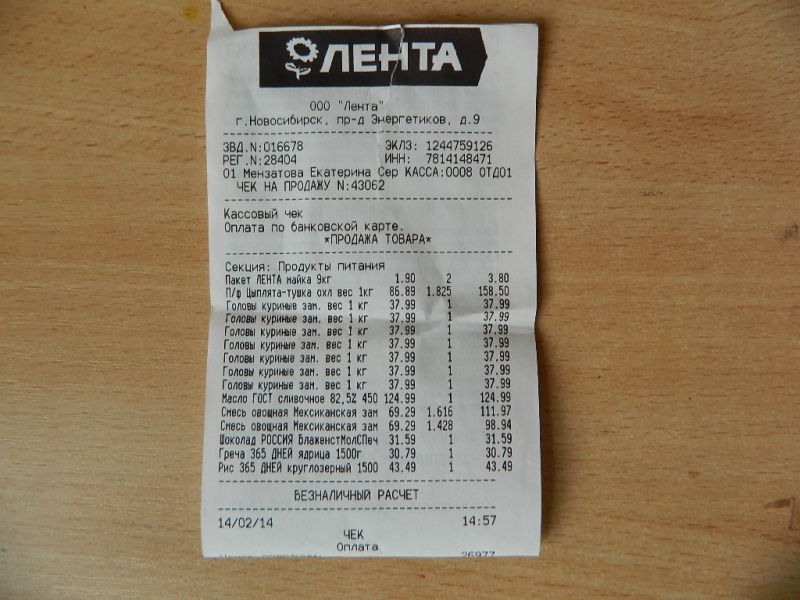 ЛЕНТА
ООО "Лента"
г.Новосибирск, пр-д Энергетиков, д.9
ЗВД.N:016678 ЭКЛЗ: 1244759126
РЕГ.N:28404 ИНН: 7814148471
01 Мензатова Екатерина Сер КАССА:0008 ОТД01
ЧЕК НА ПРОДАЖУ N:43062
Кассовый чек
Оплата по банковской карте.
*ПРОДАЖА ТОВАРА*
Секция: Продукты питания
Пакет ЛЕНТА майка 9кг 1.90 2 3.80
П/ф Цыплята-тушка охл вес 1кг 86.89 1.825 158.50
Головы куриные зам. вес 1 кг 37.99 1 37.99
Головы куриные зам. вес 1 кг 37.99 1 37.99
Головы куриные зам. вес 1 кг 37.99 1 37.99
Головы куриные зам. вес 1 кг 37.99 1 37.99
Головы куриные зам. вес 1 кг 37.99 1 37.99
Головы куриные зам. вес 1 кг 37.99 1 37.99
Головы куриные зам. вес 1 кг 37.99 1 37.99
Масло ГОСТ сливочное 82,5% 450 124.99 1 124.99
Смесь овощная Мексиканская зам 69.29 1.616 111.97
Смесь овощная Мексиканская зам 69.29 1.428 98.94
Шоколад РОССИЯ БлаженстМолСПеч 31.59 1 31.59
Греча 365 ДНЕЙ ядрица 1500г 30.79 1 30.79
Рис 365 ДНЕЙ круглозерный 1500 43.49 1 43.49
БЕЗНАЛИЧНЫЙ РАСЧЕТ
14/02/14 14:57
ЧЕК
Оплата
26977